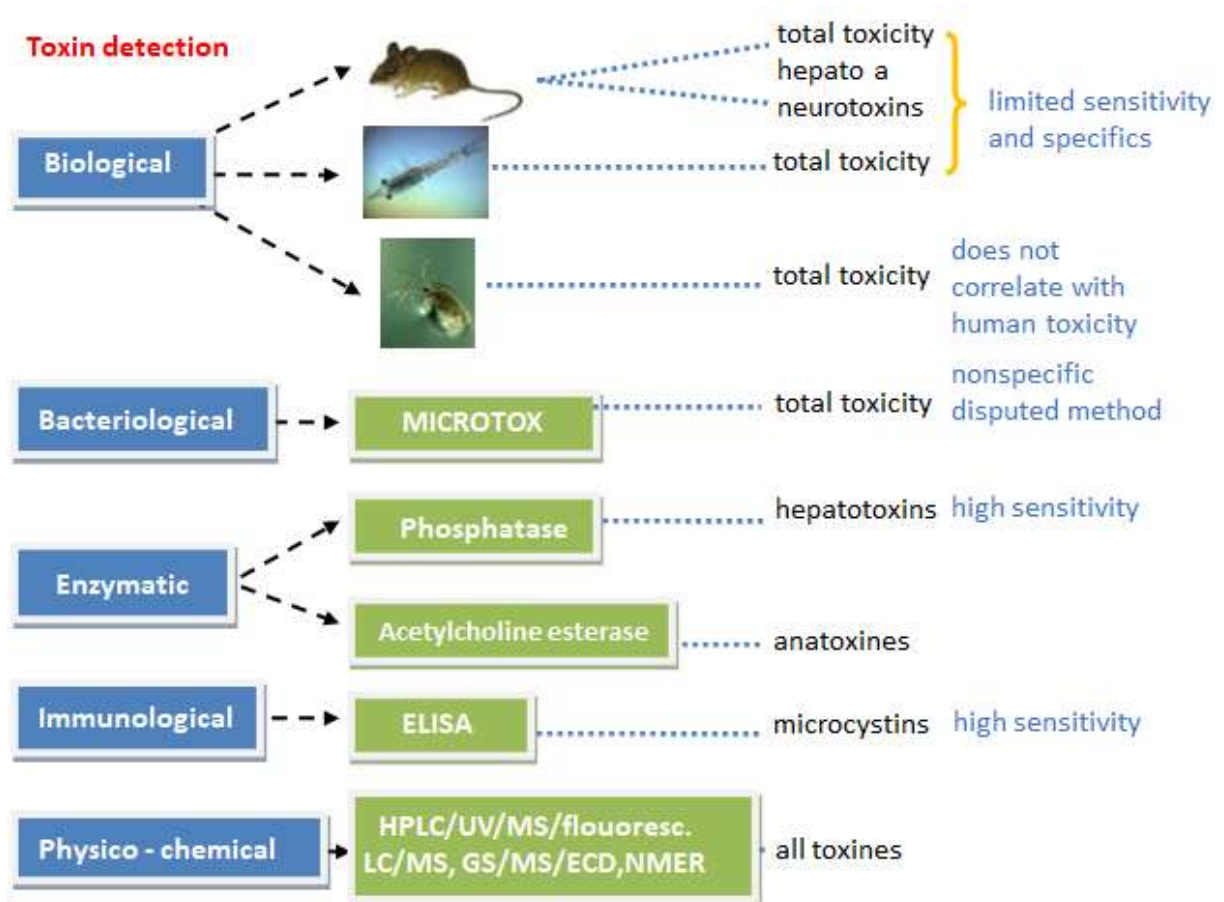 Toxin detection
total toxicity
hepato a
neurotoxins
limited sensitivity
and specifics
Biological
total toxicity
total toxicity
does not
correlate with
human toxicity
Bacteriological
MICROTOX
total toxicity
nonspecific
disputed method
Enzymatic
Phosphatase
hepatotoxins
high sensitivity
Acetylcholine esterase
anatoxines
Immunological
ELISA
microcystins
high sensitivity
Physico - chemical
HPLC/UV/MS/flouoresc.
LC/MS, GS/MS/ECD,NMER
all toxines